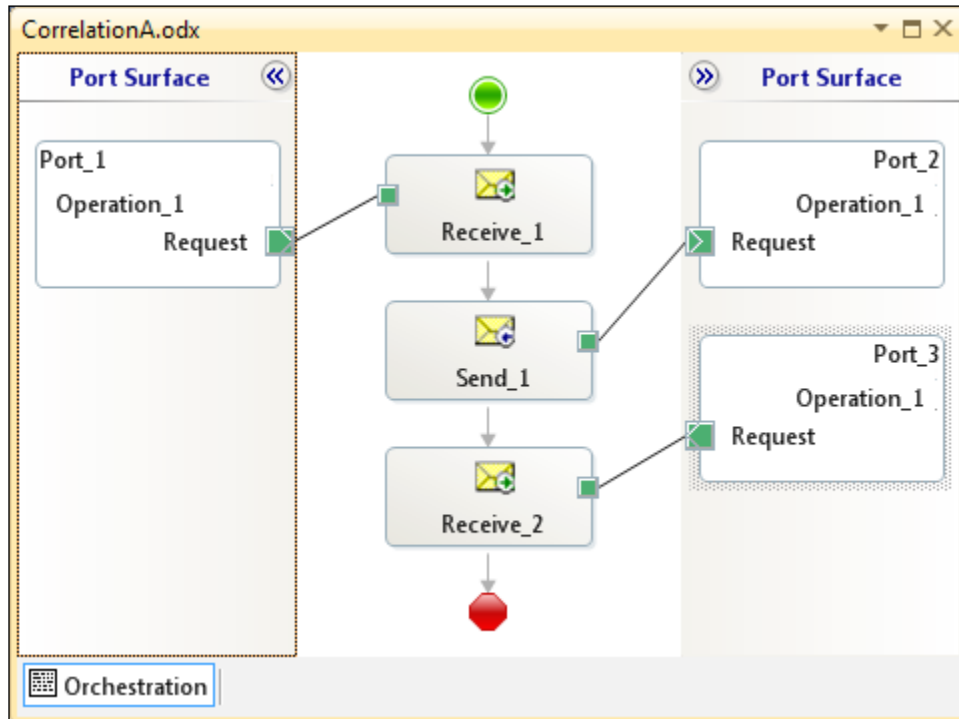 CorrelationA.odx
Port Surface
Port_1
Operation_1
Request
Receive_1
Send_1
Receive_2
Port Surface
Port_2
Operation_1
Request
Port_3
Operation_1
Request
Orchestration